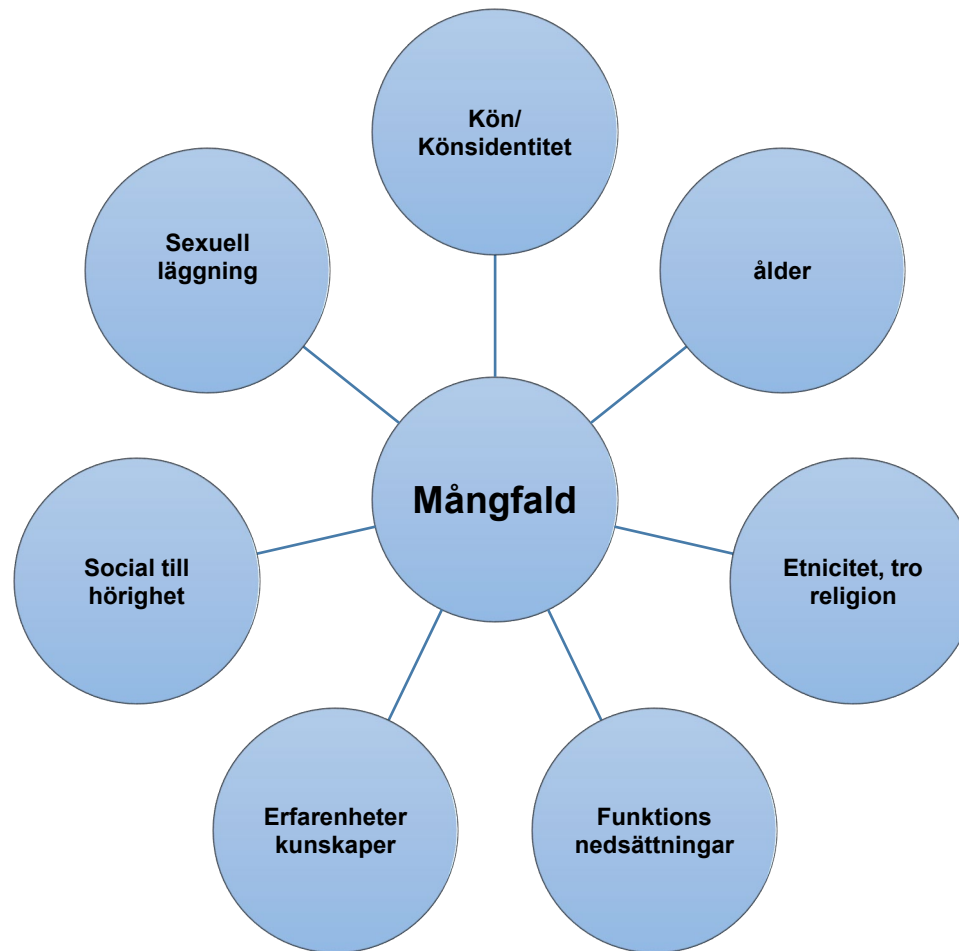 Kön/
Könsidentitet
Sexuell
läggning
ålder
Mångfald
Social till
hörighet
Etnicitet, tro
religion
Erfarenheter
kunskaper
Funktions
nedsättningar